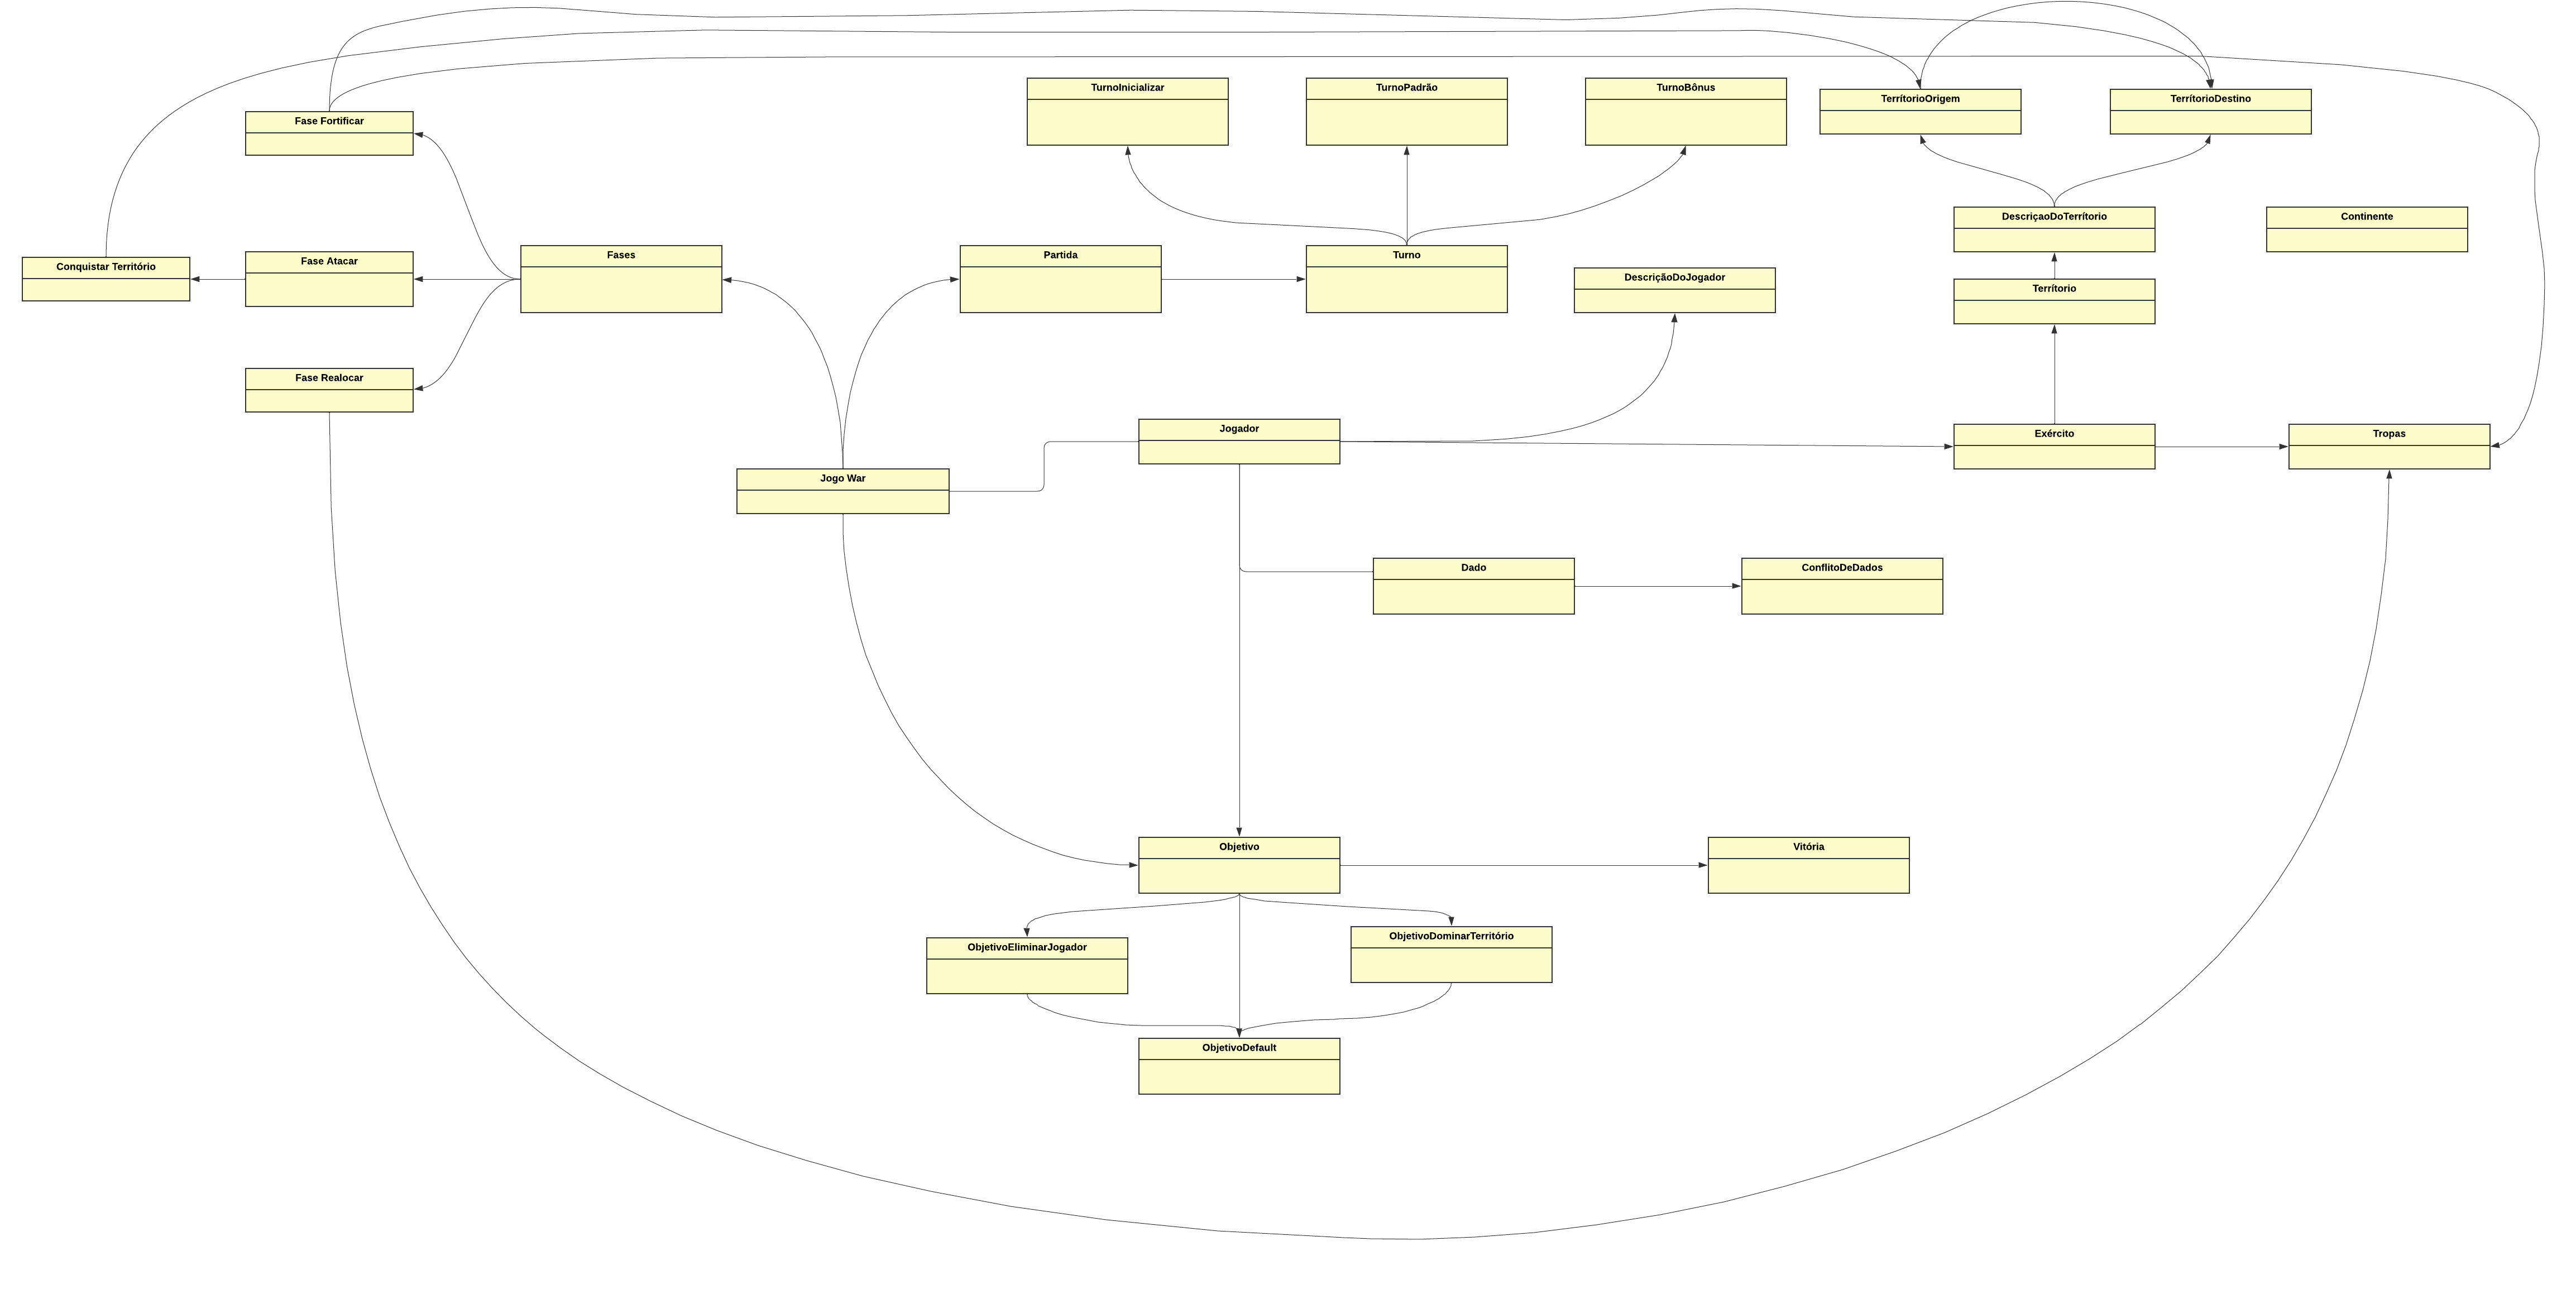 TurnoInicializar
TurnoPadrão
TurnoBônus
TerrítorioOrigem
TerrítorioDestino
Fase Fortificar
DescriçaoDoTerrítorio
Continente
Conquistar Território
Fase Atacar
Fases
Partida
Turno
DescriçãoDoJogador
Terrítorio
Fase Realocar
Jogador
Exército
Tropas
Jogo War
Dado
ConflitoDeDados
Objetivo
Vitória
ObjetivoEliminarJogador
ObjetivoDominarTerritório
ObjetivoDefault